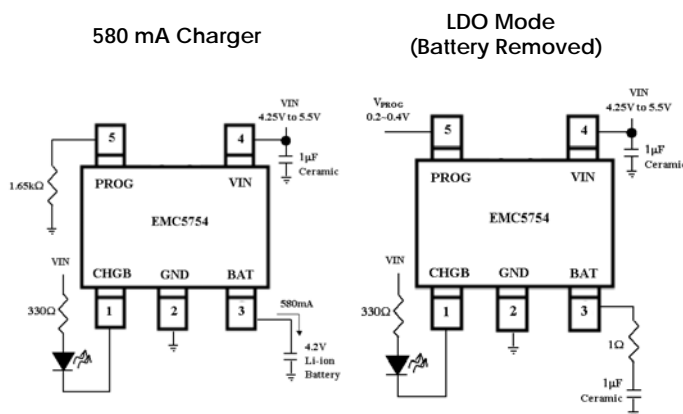 580 mA Charger
VIN
4.25V to 5.5V
5
4
1μF
Ceramic
1.65kΩ
PROG
VIN
EMC5754
VIN
CHGB
GND
BAT
330Ω
1
2
3
580mA
4.2V
Li-ion
Battery
LDO Mode
(Battery Removed)
VPROG
0.2~0.4V
VIN
4.25V to 5.5V
5
4
1μF
Ceramic
PROG
VIN
EMC5754
VIN
CHGB
GND
BAT
330Ω
1
2
3
1Ω
1μF
Ceramic